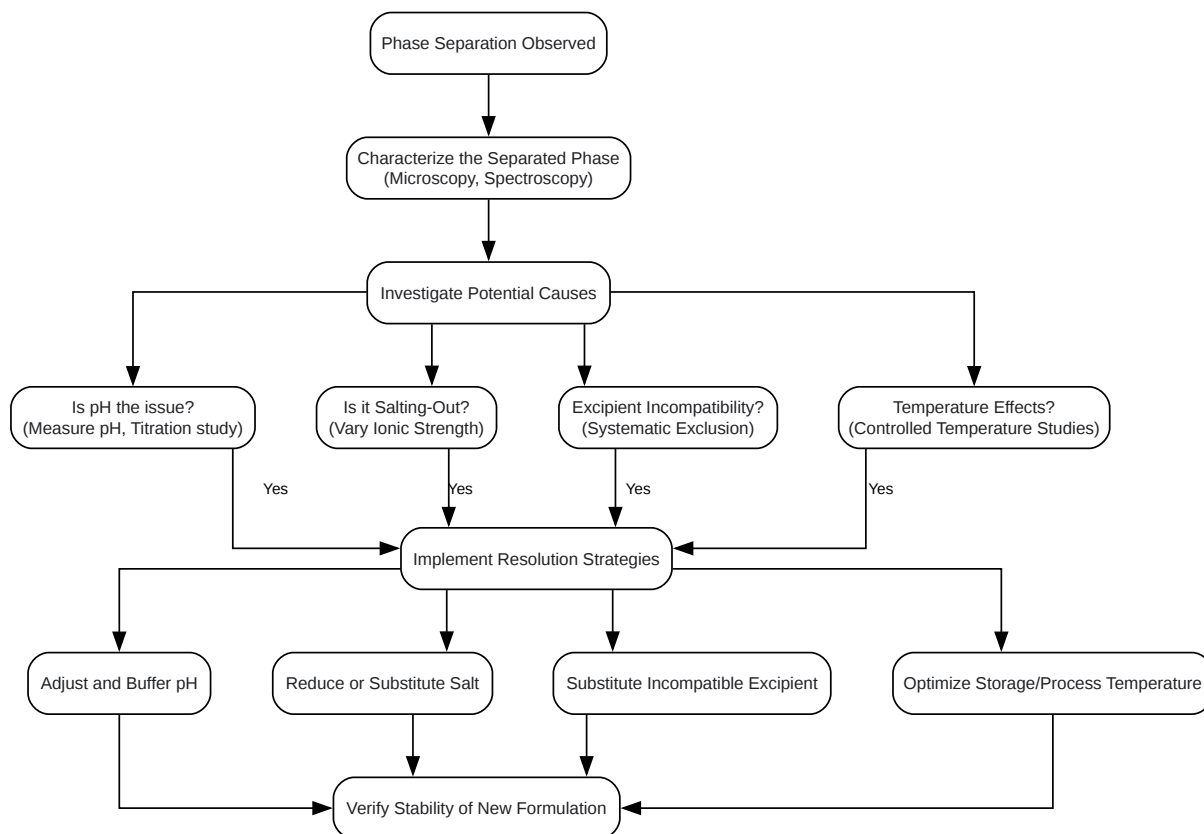 Phase Separation Observed
Characterize the Separated Phase
(Microscopy, Spectroscopy)
Investigate Potential Causes
Is pH the issue?
(Measure pH, Titration study)
Is it Salting-Out?
(Vary Ionic Strength)
Excipient Incompatibility?
(Systematic Exclusion)
Temperature Effects?
(Controlled Temperature Studies)
Yes
Yes
Yes
Yes
Implement Resolution Strategies
Adjust and Buffer pH
Reduce or Substitute Salt
Substitute Incompatible Excipient
Optimize Storage/Process Temperature
Verify Stability of New Formulation